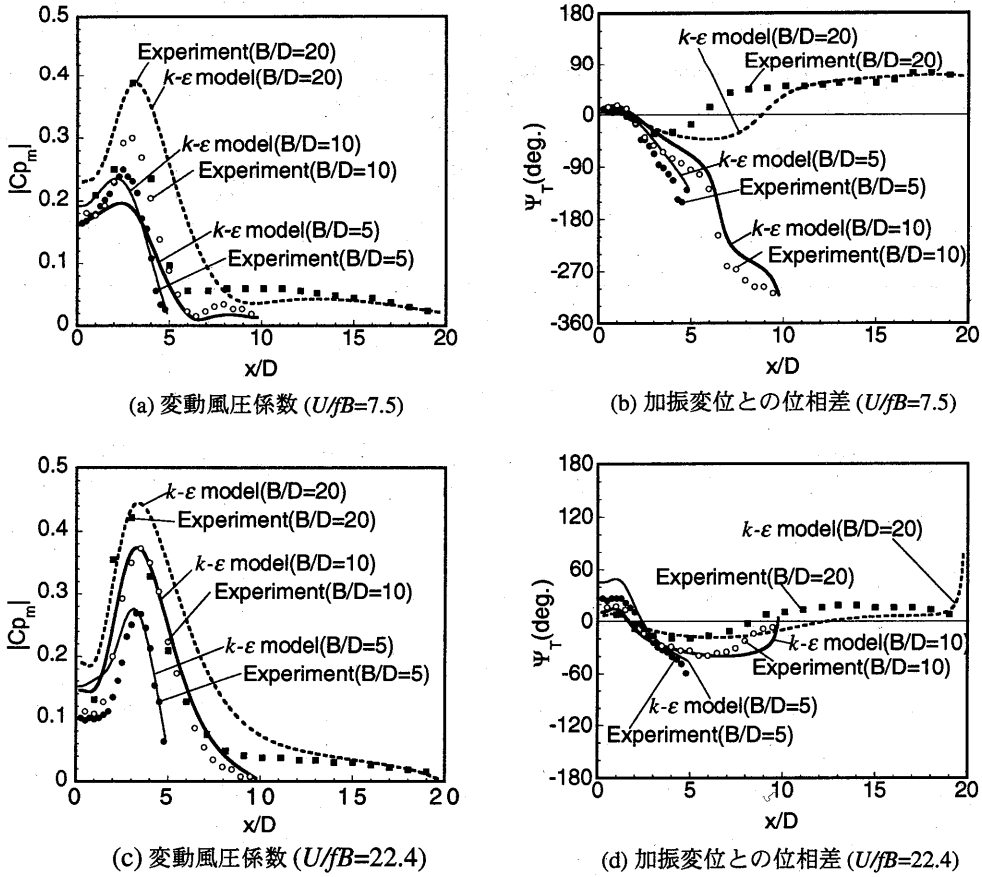 0.5
0.4
0.3
0.2
0.1
0
|Cp_m|
Experiment(B/D=20)
k-ε model(B/D=20)
k-ε model(B/D=10)
Experiment(B/D=10)
k-ε model(B/D=5)
Experiment(B/D=5)
0 5 10 15 20
x/D
(a) 変動風圧係数 (U/fB=7.5)
180
90
0
-90
-180
-270
-360
Ψ_T(deg.)
k-ε model(B/D=20)
Experiment(B/D=20)
k-ε model(B/D=5)
Experiment(B/D=5)
k-ε model(B/D=10)
Experiment(B/D=10)
0 5 10 15 20
x/D
(b) 加振変位との位相差 (U/fB=7.5)
0.5
0.4
0.3
0.2
0.1
0
|Cp_m|
k-ε model(B/D=20)
Experiment(B/D=20)
k-ε model(B/D=10)
Experiment(B/D=10)
k-ε model(B/D=5)
Experiment(B/D=5)
0 5 10 15 20
x/D
(c) 変動風圧係数 (U/fB=22.4)
180
120
60
0
-60
-120
-180
Ψ_T(deg.)
k-ε model(B/D=20)
Experiment(B/D=20)
k-ε model(B/D=10)
Experiment(B/D=10)
k-ε model(B/D=5)
Experiment(B/D=5)
0 5 10 15 20
x/D
(d) 加振変位との位相差 (U/fB=22.4)